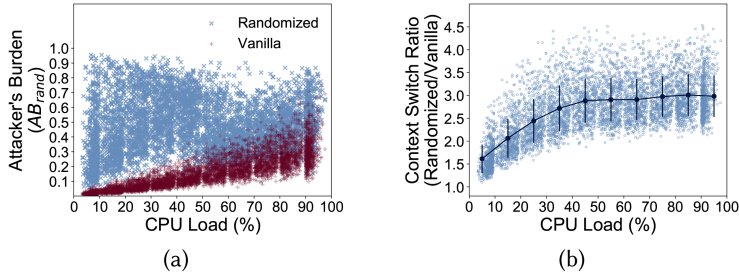 Randomized
Vanilla
Attacker's Burden
(AB_rand)
1.0
0.9
0.8
0.7
0.6
0.5
0.4
0.3
0.2
0.1
0 10 20 30 40 50 60 70 80 90 100
CPU Load (%)
(a)
Context Switch Ratio
(Randomized/Vanilla)
4.5
4.0
3.5
3.0
2.5
2.0
1.5
1.0
0 10 20 30 40 50 60 70 80 90 100
CPU Load (%)
(b)